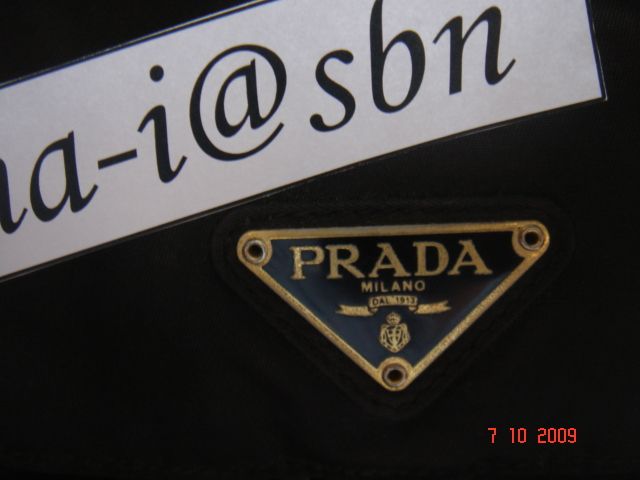 na-i@sbn
PRADA
MILANO
DAL 1913
7 10 2009